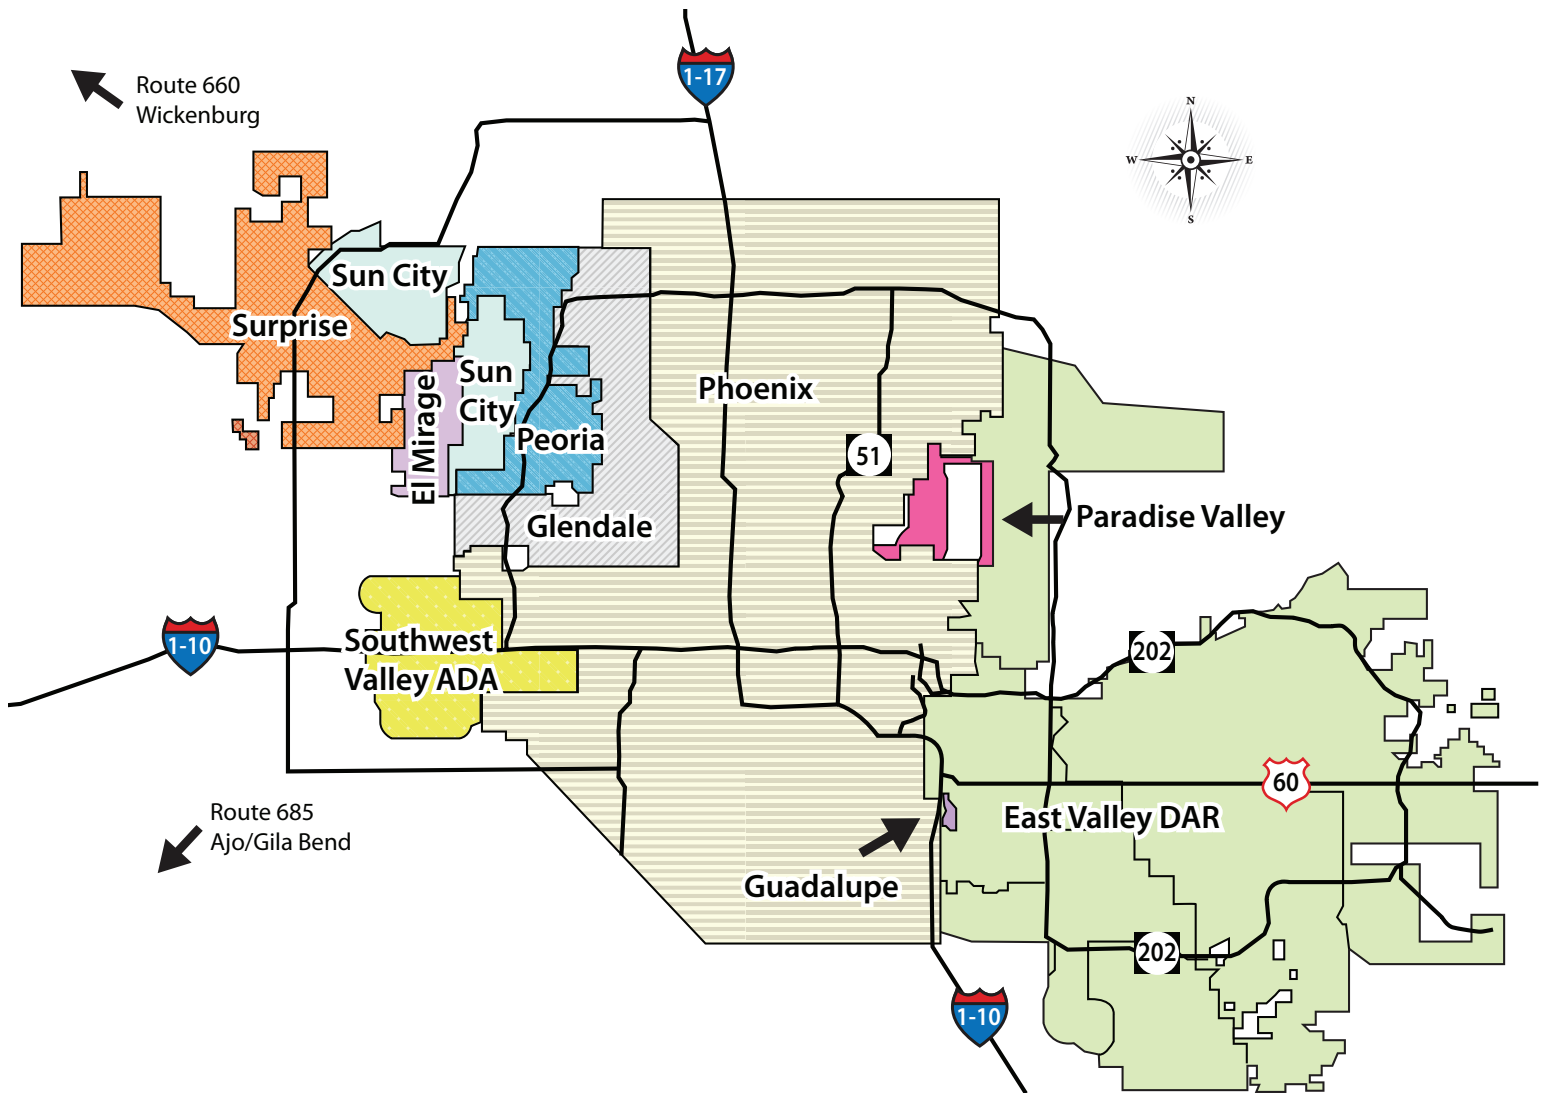 1-17
Route 660
Wickenburg
N
W
E
S
Sun City
Surprise
Sun
City
El Mirage
Peoria
Phoenix
51
Glendale
Paradise Valley
1-10
Southwest
Valley ADA
202
60
Route 685
Ajo/Gila Bend
East Valley DAR
Guadalupe
202
1-10